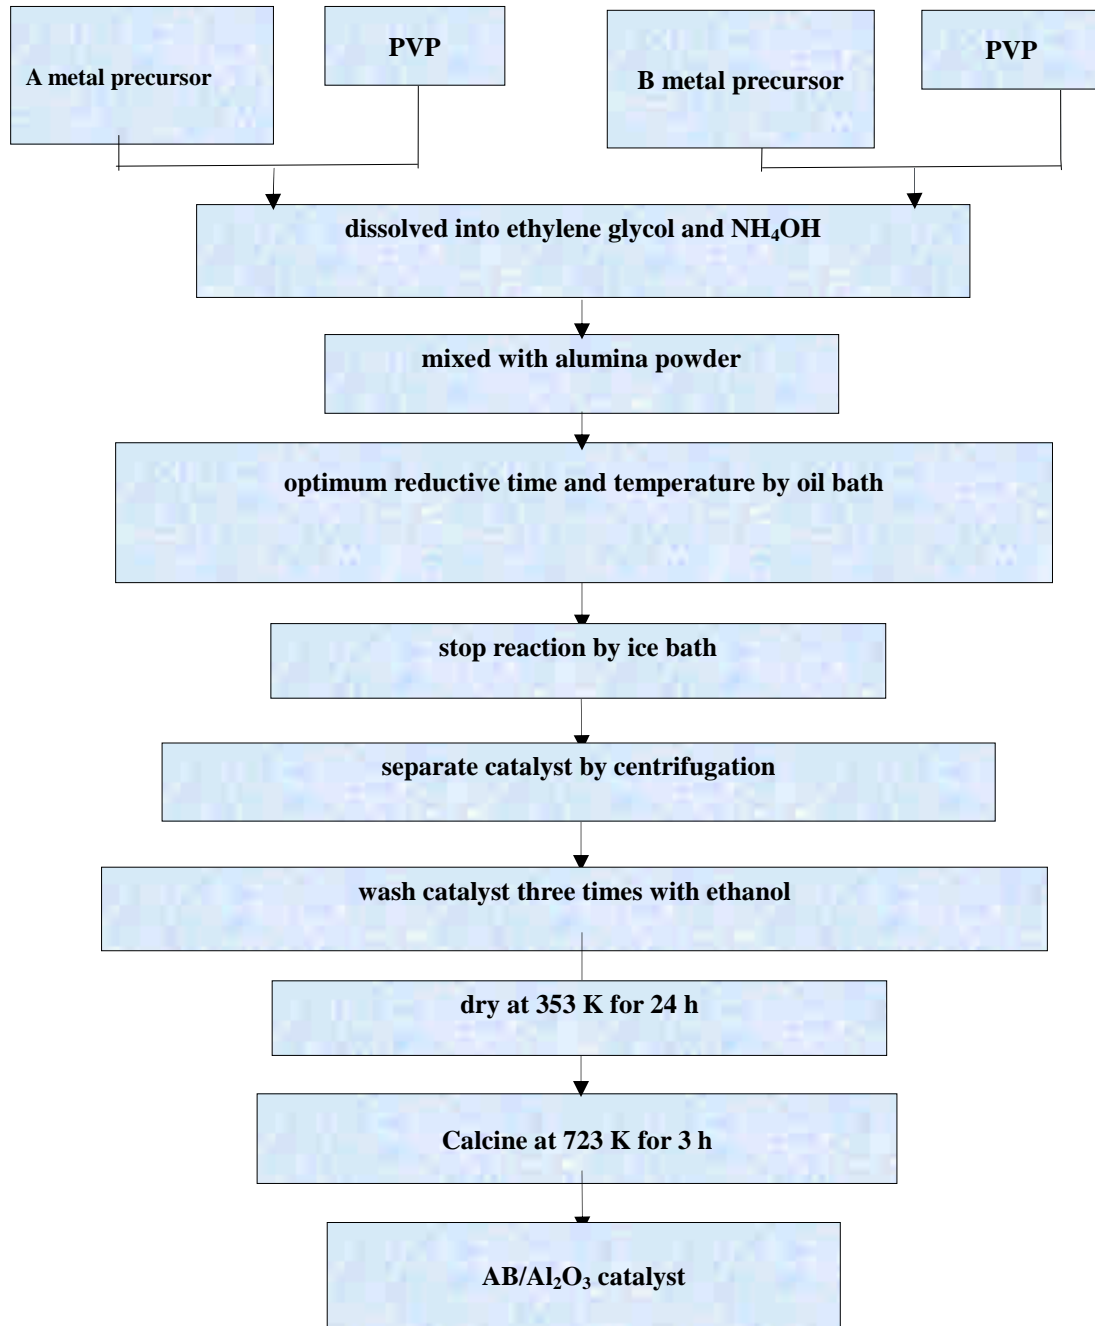 A metal precursor
PVP
B metal precursor
PVP
dissolved into ethylene glycol and NH₄OH
mixed with alumina powder
optimum reductive time and temperature by oil bath
stop reaction by ice bath
separate catalyst by centrifugation
wash catalyst three times with ethanol
dry at 353 K for 24 h
Calcine at 723 K for 3 h
AB/Al₂O₃ catalyst